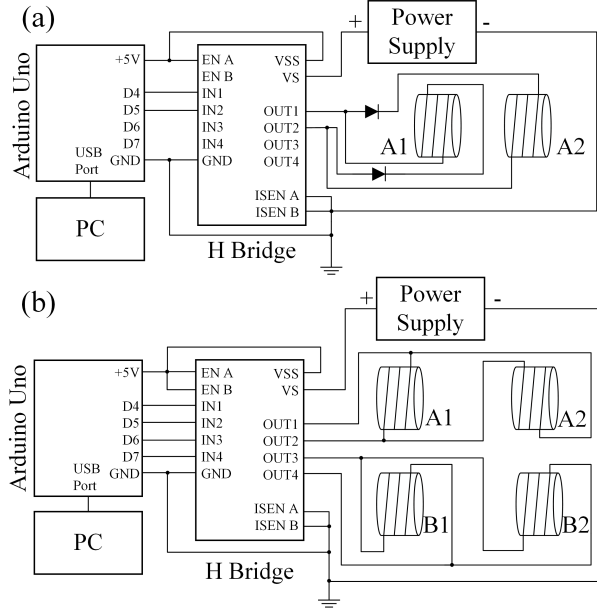 (a)
Arduino Uno
+5V
D4
D5
D6
D7
GND
USB
Port
PC
EN A
EN B
IN1
IN2
IN3
IN4
GND
VSS
VS
OUT1
OUT2
OUT3
OUT4
ISEN A
ISEN B
H Bridge
+
Power
Supply
-
A1
A2
(b)
Arduino Uno
+5V
D4
D5
D6
D7
GND
USB
Port
PC
EN A
EN B
IN1
IN2
IN3
IN4
GND
VSS
VS
OUT1
OUT2
OUT3
OUT4
ISEN A
ISEN B
H Bridge
+
Power
Supply
-
A1
A2
B1
B2